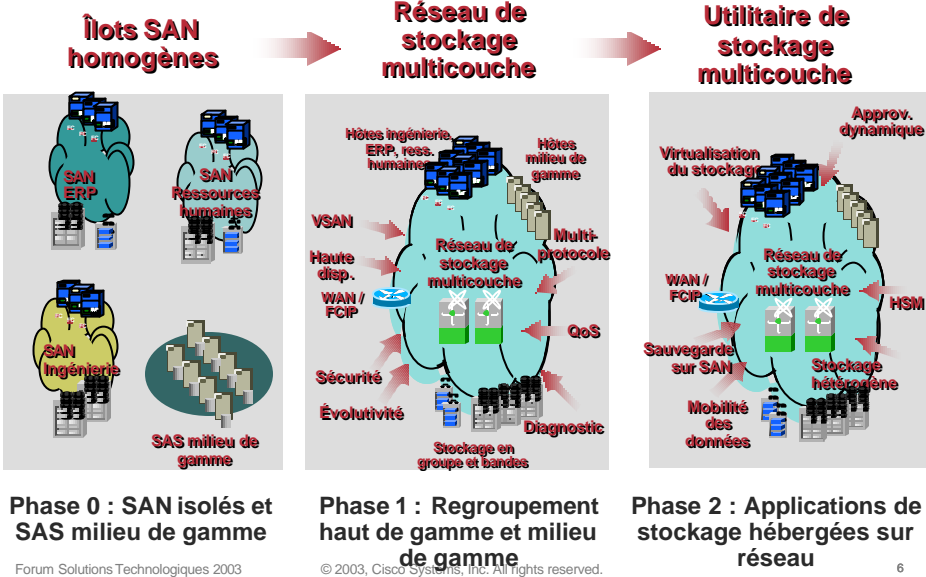 Îlots SAN
homogènes
Réseau de
stockage
multicouche
Utilitaire de
stockage
multicouche
SAN
ERP
SAN
Ressources
humaines
SAN
Ingénierie
SAS milieu de
gamme
Hôtes ingénierie.
ERP, ress.
humaines
Hôtes
milieu de
gamme
VSAN
Haute
disp.
WAN /
FCIP
Réseau de
stockage
multicouche
Multi-
protocole
QoS
Sécurité
Évolutivité
Diagnostic
Stockage en
groupe et bandes
Approv.
dynamique
Virtualisation
du stockage
Réseau de
stockage
multicouche
WAN /
FCIP
HSM
Sauvegarde
sur SAN
Stockage
hétérogène
Mobilité
des
données
Phase 0 : SAN isolés et
SAS milieu de gamme
Phase 1 : Regroupement
haut de gamme et milieu
de gamme
Phase 2 : Applications de
stockage hébergées sur
réseau
Forum Solutions Technologiques 2003
© 2003, Cisco Systems, Inc. All rights reserved.
6